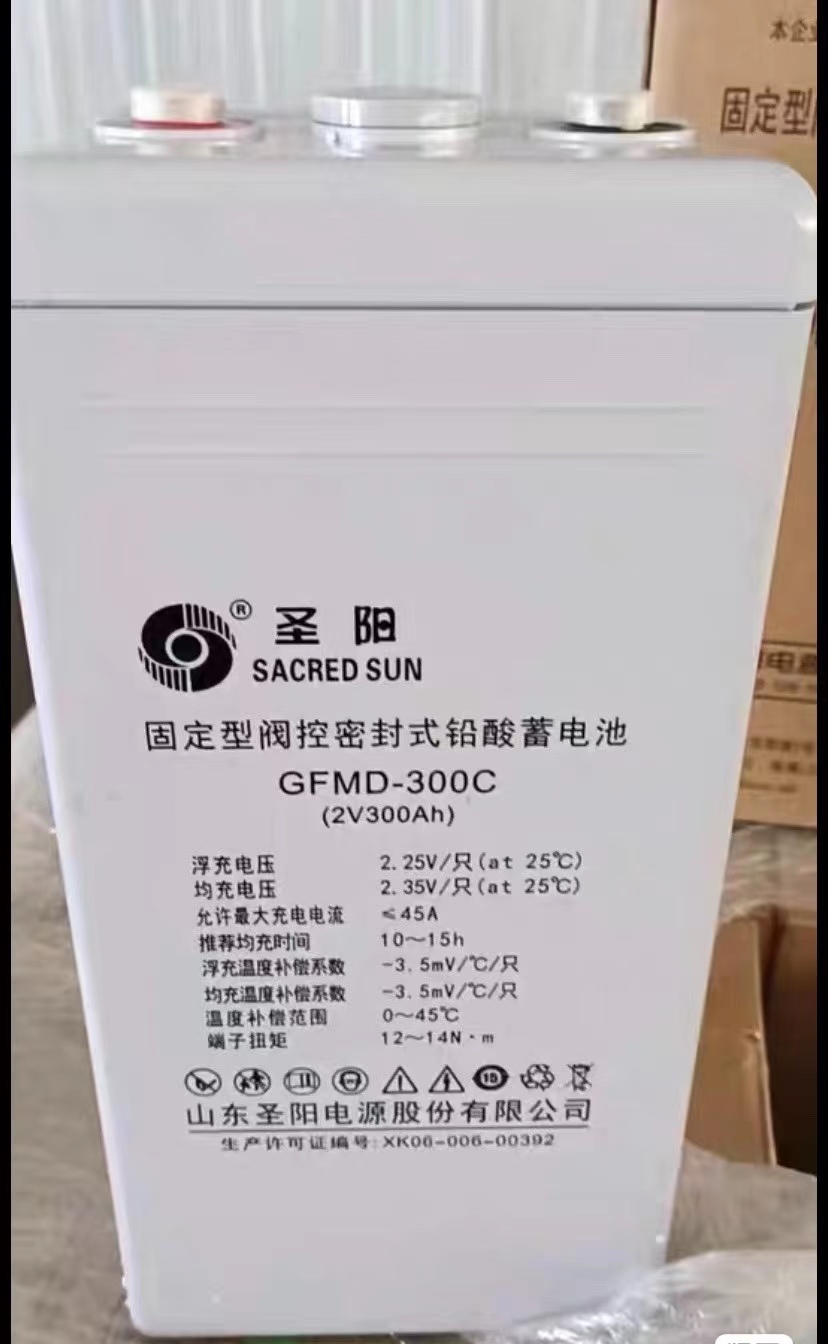 本企业
固定型
® 圣阳
SACRED SUN
固定型阀控密封式铅酸蓄电池
GFMD-300C
(2V300Ah)
浮充电压 2.25V/只(at 25℃)
均充电压 2.35V/只(at 25℃)
允许最大充电电流 ≤45A
推荐均充时间 10～15h
浮充温度补偿系数 -3.5mV/℃/只
均充温度补偿系数 -3.5mV/℃/只
温度补偿范围 0～45℃
端子扭矩 12～14N·m
15
山东圣阳电源股份有限公司
生产许可证编号:XK06-006-00392
电源